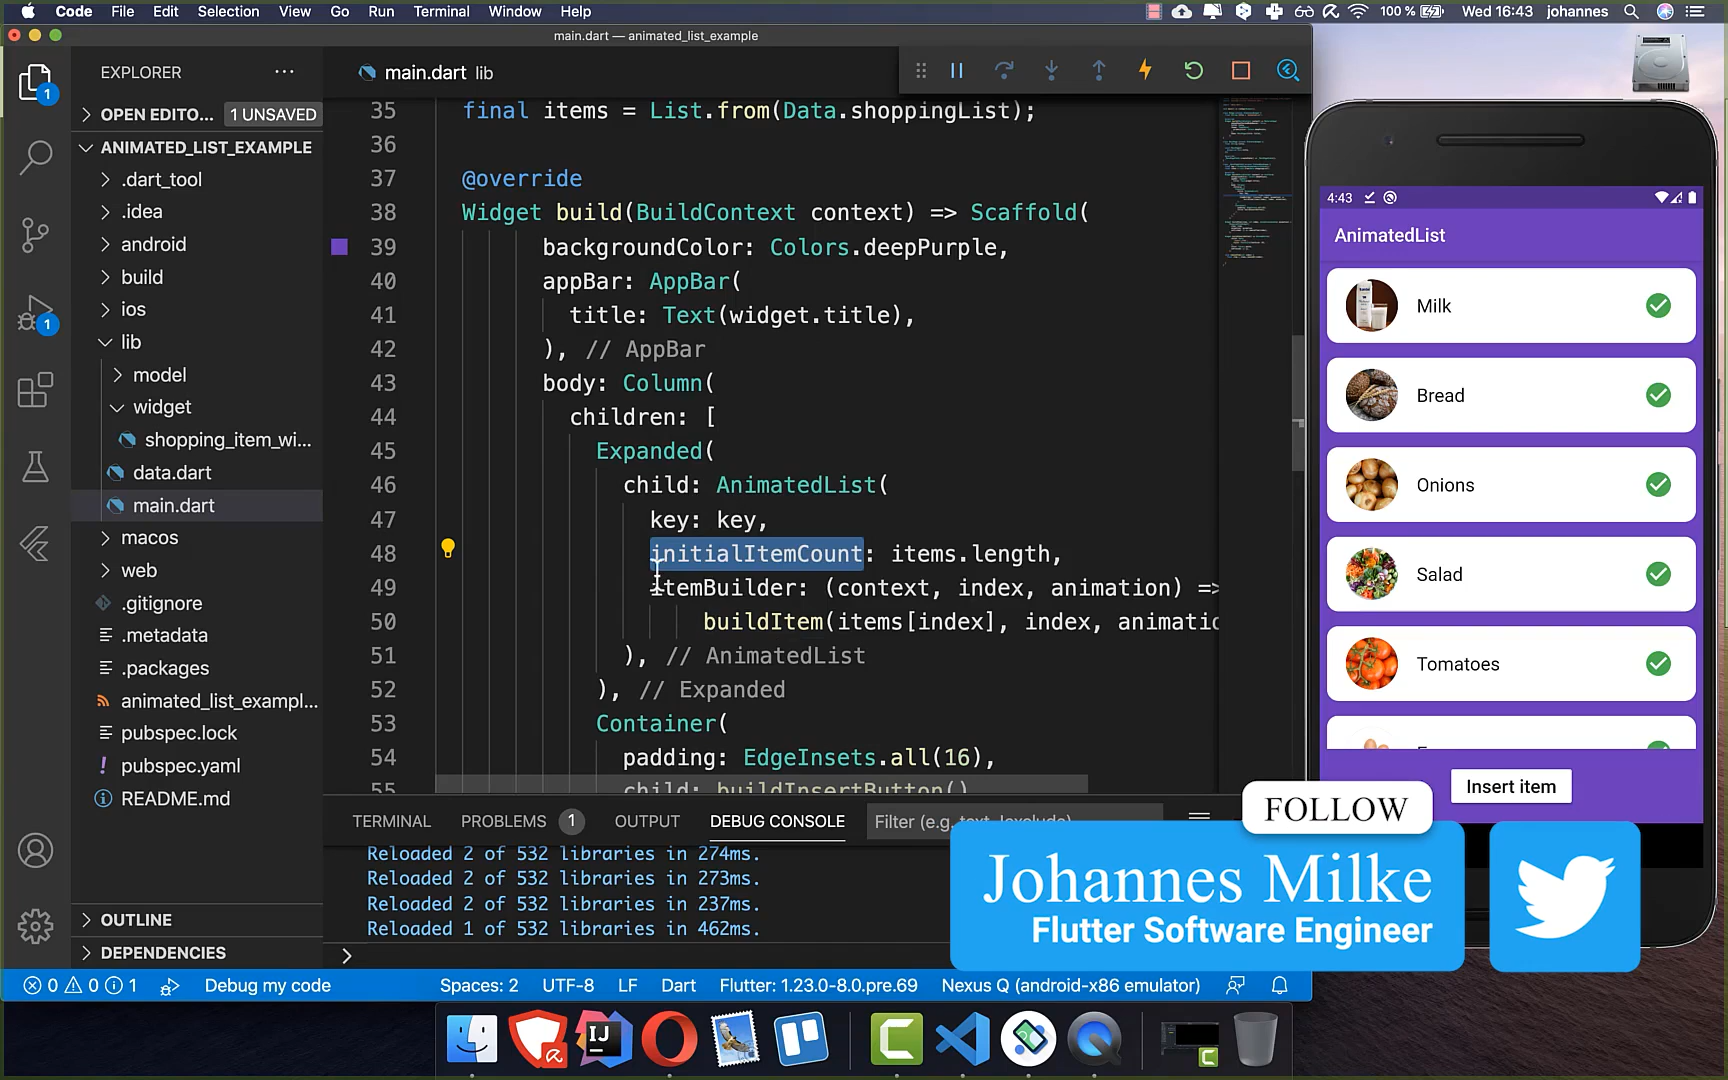 Code File Edit Selection View Go Run Terminal Window Help 100 % Wed 16:43 johannes
main.dart — animated_list_example
EXPLORER
main.dart lib
OPEN EDITO... 1 UNSAVED
ANIMATED_LIST_EXAMPLE
.dart_tool
.idea
android
build
ios
lib
model
widget
shopping_item_wi...
data.dart
main.dart
macos
web
.gitignore
.metadata
.packages
animated_list_exampl...
pubspec.lock
pubspec.yaml
README.md
OUTLINE
DEPENDENCIES
1
1
35 final items = List.from(Data.shoppingList);
36
37 @override
38 Widget build(BuildContext context) => Scaffold(
39 backgroundColor: Colors.deepPurple,
40 appBar: AppBar(
41 title: Text(widget.title),
42 ), // AppBar
43 body: Column(
44 children: [
45 Expanded(
46 child: AnimatedList(
47 key: key,
48 initialItemCount: items.length,
49 itemBuilder: (context, index, animation) =>
50 buildItem(items[index], index, animatio
51 ), // AnimatedList
52 ), // Expanded
53 Container(
54 padding: EdgeInsets.all(16),
55 child: buildInsertButton()
TERMINAL PROBLEMS 1 OUTPUT DEBUG CONSOLE Filter (e.g. text, !exclude)
Reloaded 2 of 532 libraries in 274ms.
Reloaded 2 of 532 libraries in 273ms.
Reloaded 2 of 532 libraries in 237ms.
Reloaded 1 of 532 libraries in 462ms.
0 0 1 Debug my code Spaces: 2 UTF-8 LF Dart Flutter: 1.23.0-8.0.pre.69 Nexus Q (android-x86 emulator)
4:43
AnimatedList
Milk
Bread
Onions
Salad
Tomatoes
Insert item
FOLLOW
Johannes Milke
Flutter Software Engineer
IJ